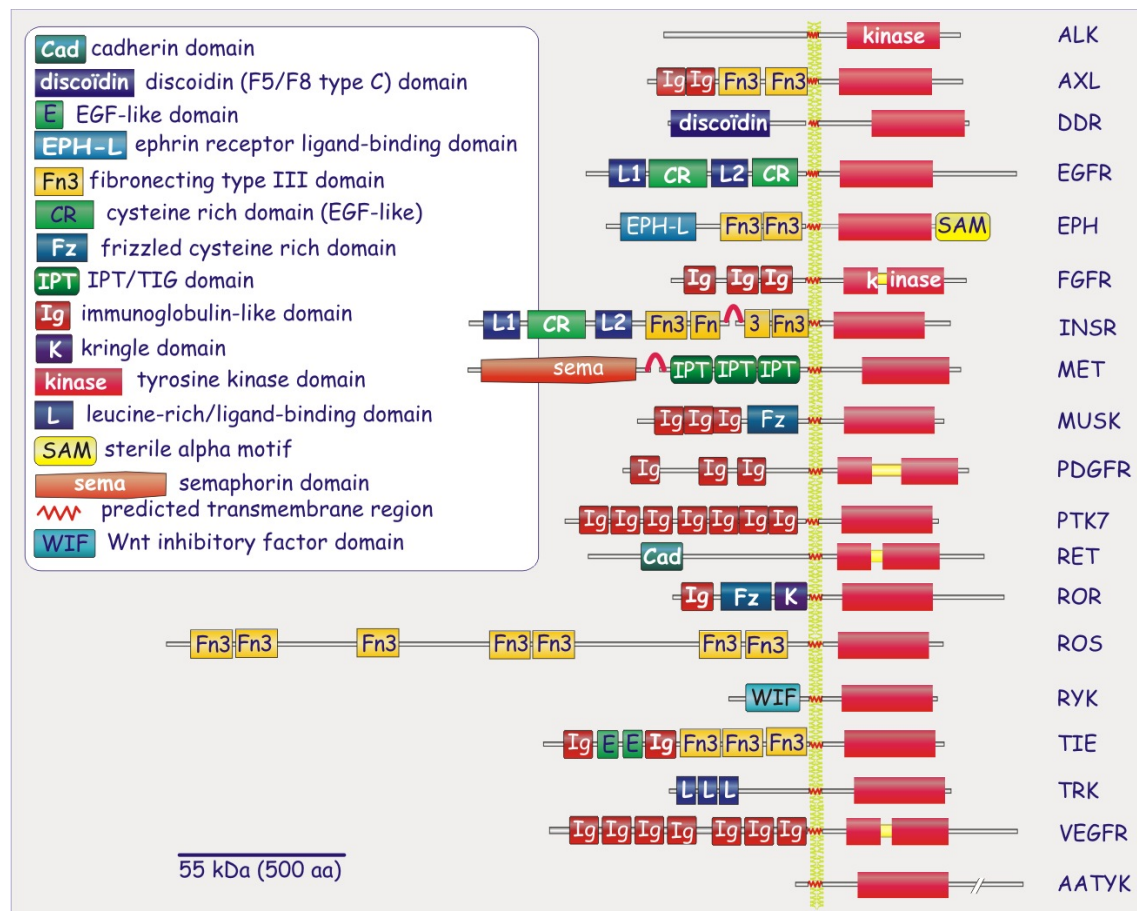 Cad cadherin domain
discoïdin discoidin (F5/F8 type C) domain
E EGF-like domain
EPH-L ephrin receptor ligand-binding domain
Fn3 fibronecting type III domain
CR cysteine rich domain (EGF-like)
Fz frizzled cysteine rich domain
IPT IPT/TIG domain
Ig immunoglobulin-like domain
K kringle domain
kinase tyrosine kinase domain
L leucine-rich/ligand-binding domain
SAM sterile alpha motif
sema semaphorin domain
predicted transmembrane region
WIF Wnt inhibitory factor domain
kinase ALK
Ig Ig Fn3 Fn3 AXL
discoïdin DDR
L1 CR L2 CR EGFR
EPH-L Fn3 Fn3 SAM EPH
Ig Ig Ig k inase FGFR
L1 CR L2 Fn3 Fn 3 Fn3 INSR
sema IPT IPT IPT MET
Ig Ig Ig Fz MUSK
Ig Ig Ig PDGFR
Ig Ig Ig Ig Ig Ig Ig PTK7
Cad RET
Ig Fz K ROR
Fn3 Fn3 Fn3 Fn3 Fn3 Fn3 Fn3 ROS
WIF RYK
Ig E E Ig Fn3 Fn3 Fn3 TIE
L L L TRK
Ig Ig Ig Ig Ig Ig Ig VEGFR
55 kDa (500 aa)
AATYK